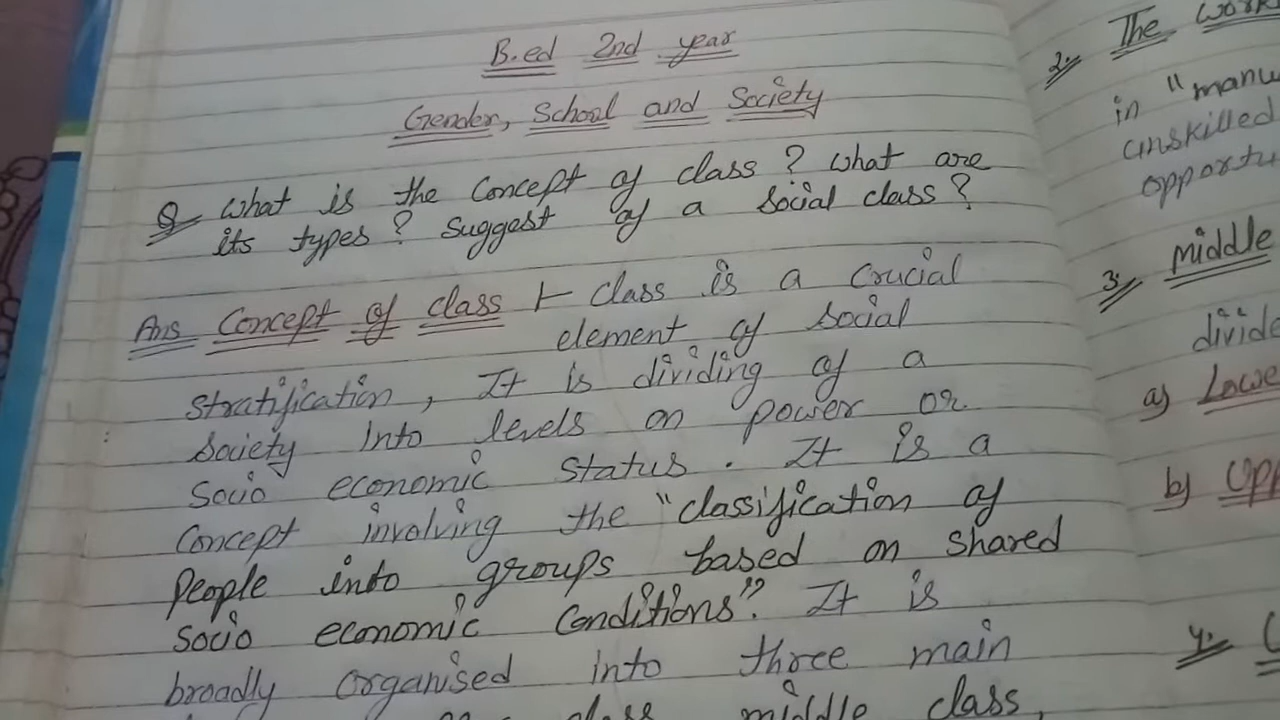 B.ed 2nd year
Gender, School and Society
Q What is the Concept of class ? What are
its types ? Suggest of a Social class ?
Ans Concept of class :- Class is a Crucial
element of Social
Stratification, It is dividing of a
Society Into levels on power or
Socio economic Status. It is a
Concept involving the "classification of
People into groups based on Shared
Socio economic Conditions". It is
broadly Organised into three main
class middle class,
2. The
in "manu
unskilled
opportu
3. Middle
divide
a) Lowe
b) Upp
4.